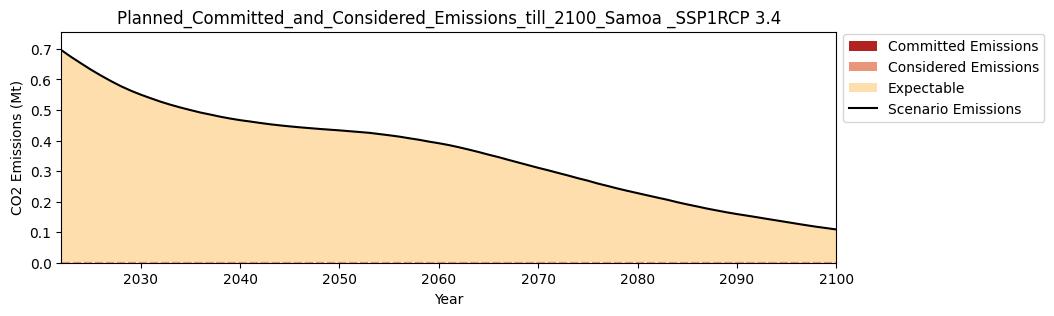 Planned_Committed_and_Considered_Emissions_till_2100_Samoa _SSP1RCP 3.4
0.7
0.6
0.5
0.4
0.3
0.2
0.1
0.0
CO2 Emissions (Mt)
2030
2040
2050
2060
2070
2080
2090
2100
Year
Committed Emissions
Considered Emissions
Expectable
Scenario Emissions